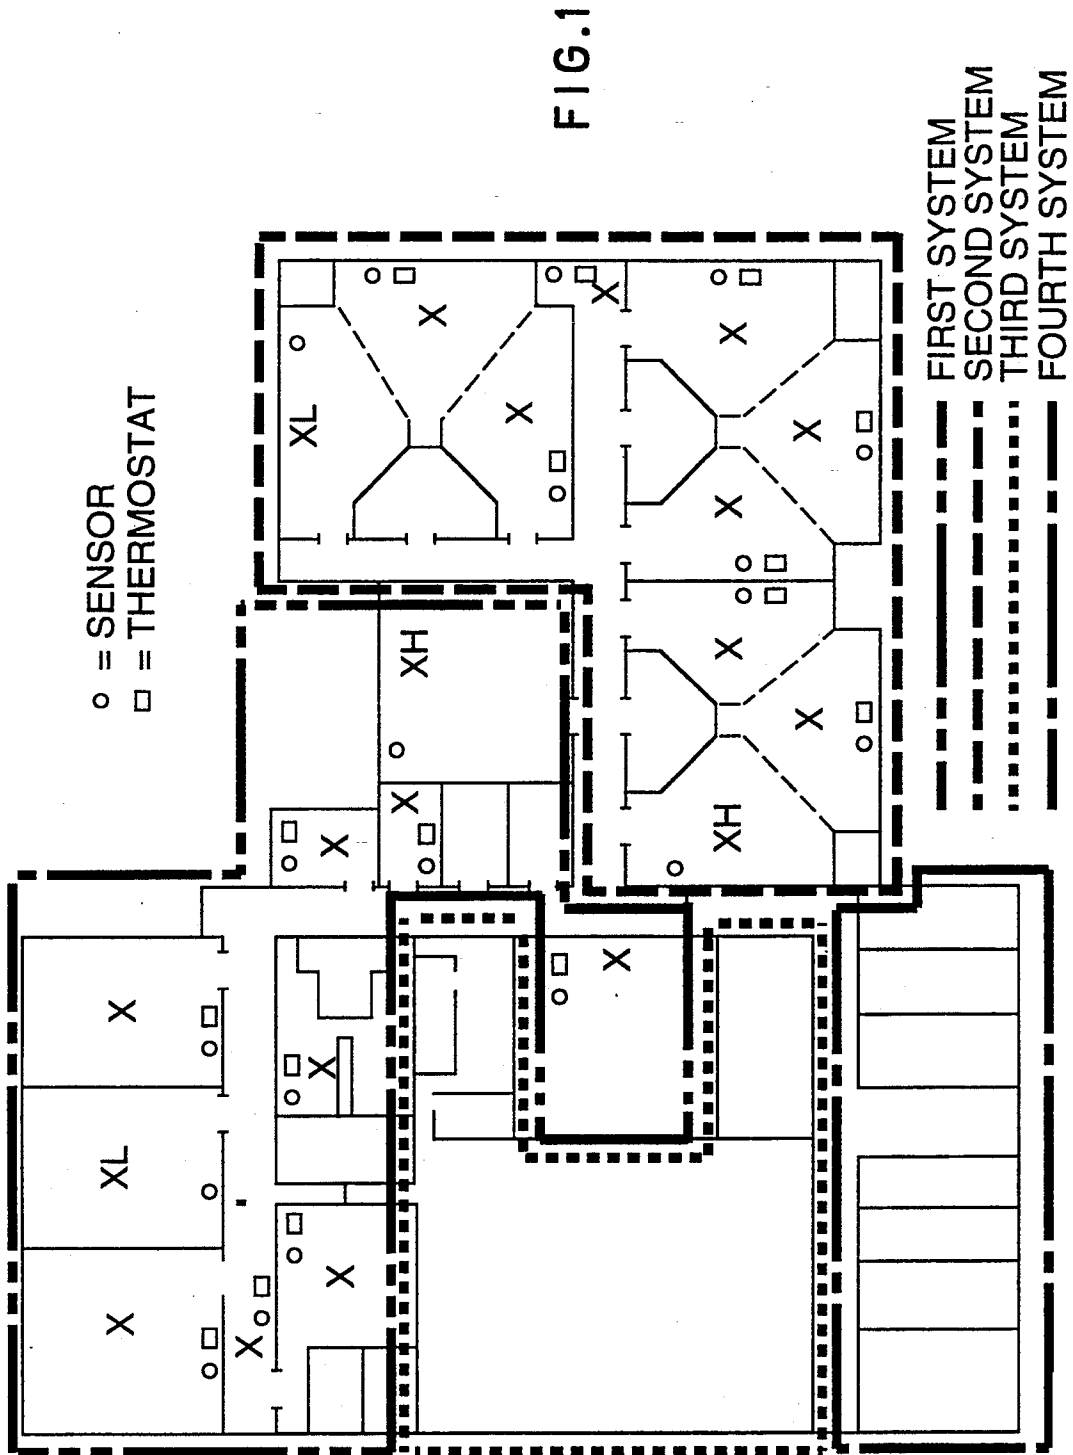 ○ = SENSOR
□ = THERMOSTAT
X
XL
X
X
XL
X
X
X
X
XH
X
X
FIG.1
X
X
XH
X
X
X
X
X
FIRST SYSTEM
SECOND SYSTEM
THIRD SYSTEM
FOURTH SYSTEM